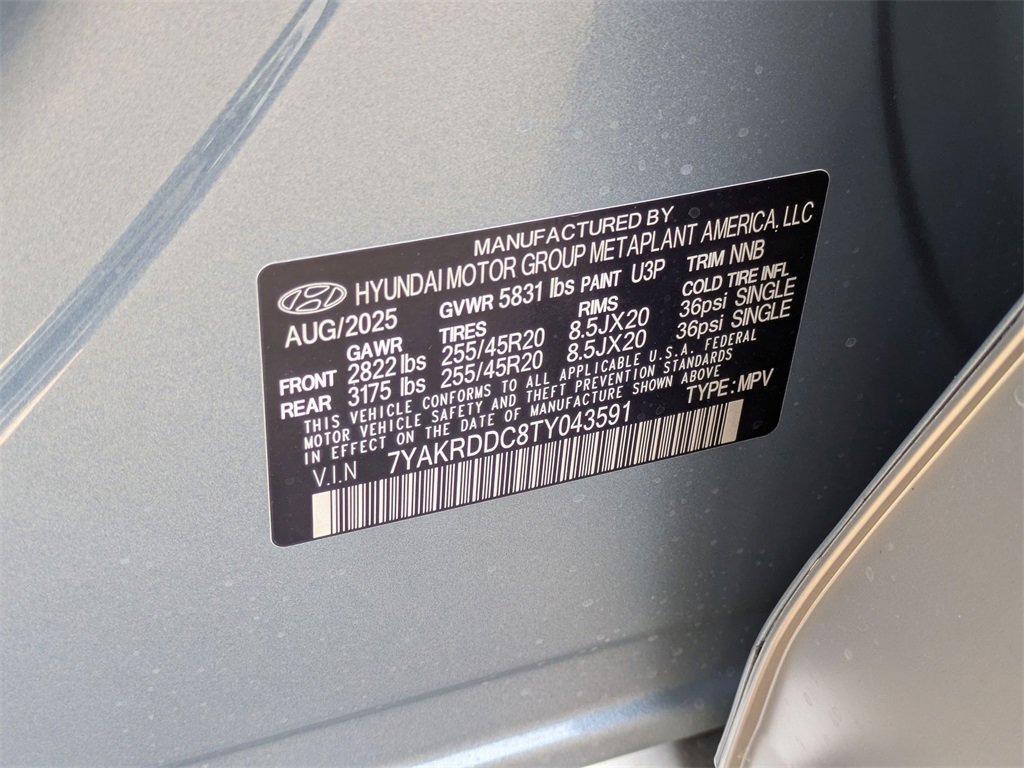 MANUFACTURED BY
HYUNDAI MOTOR GROUP METAPLANT AMERICA, LLC
AUG/2025 GVWR 5831 lbs PAINT U3P TRIM NNB
GAWR TIRES RIMS COLD TIRE INFL
FRONT 2822 lbs 255/45R20 8.5JX20 36psi SINGLE
REAR 3175 lbs 255/45R20 8.5JX20 36psi SINGLE
THIS VEHICLE CONFORMS TO ALL APPLICABLE U.S.A. FEDERAL
MOTOR VEHICLE SAFETY AND THEFT PREVENTION STANDARDS
IN EFFECT ON THE DATE OF MANUFACTURE SHOWN ABOVE
V.I.N 7YAKRDDC8TY043591 TYPE: MPV